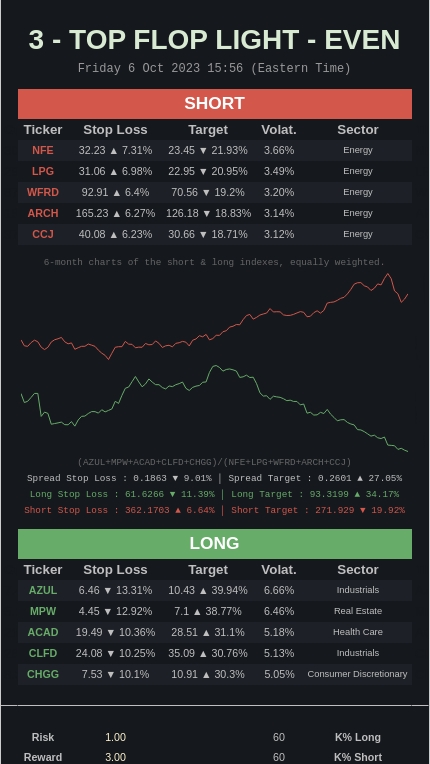 3 - TOP FLOP LIGHT - EVEN
Friday 6 Oct 2023 15:56 (Eastern Time)
SHORT
Ticker Stop Loss Target Volat. Sector
NFE 32.23 ▲ 7.31% 23.45 ▼ 21.93% 3.66% Energy
LPG 31.06 ▲ 6.98% 22.95 ▼ 20.95% 3.49% Energy
WFRD 92.91 ▲ 6.4% 70.56 ▼ 19.2% 3.20% Energy
ARCH 165.23 ▲ 6.27% 126.18 ▼ 18.83% 3.14% Energy
CCJ 40.08 ▲ 6.23% 30.66 ▼ 18.71% 3.12% Energy
6-month charts of the short & long indexes, equally weighted.
(AZUL+MPW+ACAD+CLFD+CHGG)/(NFE+LPG+WFRD+ARCH+CCJ)
Spread Stop Loss : 0.1863 ▼ 9.01% | Spread Target : 0.2601 ▲ 27.05%
Long Stop Loss : 61.6266 ▼ 11.39% | Long Target : 93.3199 ▲ 34.17%
Short Stop Loss : 362.1703 ▲ 6.64% | Short Target : 271.929 ▼ 19.92%
LONG
Ticker Stop Loss Target Volat. Sector
AZUL 6.46 ▼ 13.31% 10.43 ▲ 39.94% 6.66% Industrials
MPW 4.45 ▼ 12.92% 7.1 ▲ 38.77% 6.46% Real Estate
ACAD 19.49 ▼ 10.36% 28.51 ▲ 31.1% 5.18% Health Care
CLFD 24.08 ▼ 10.25% 35.09 ▲ 30.76% 5.13% Industrials
CHGG 7.53 ▼ 10.1% 10.91 ▲ 30.3% 5.05% Consumer Discretionary
Risk 1.00 60 K% Long
Reward 3.00 60 K% Short